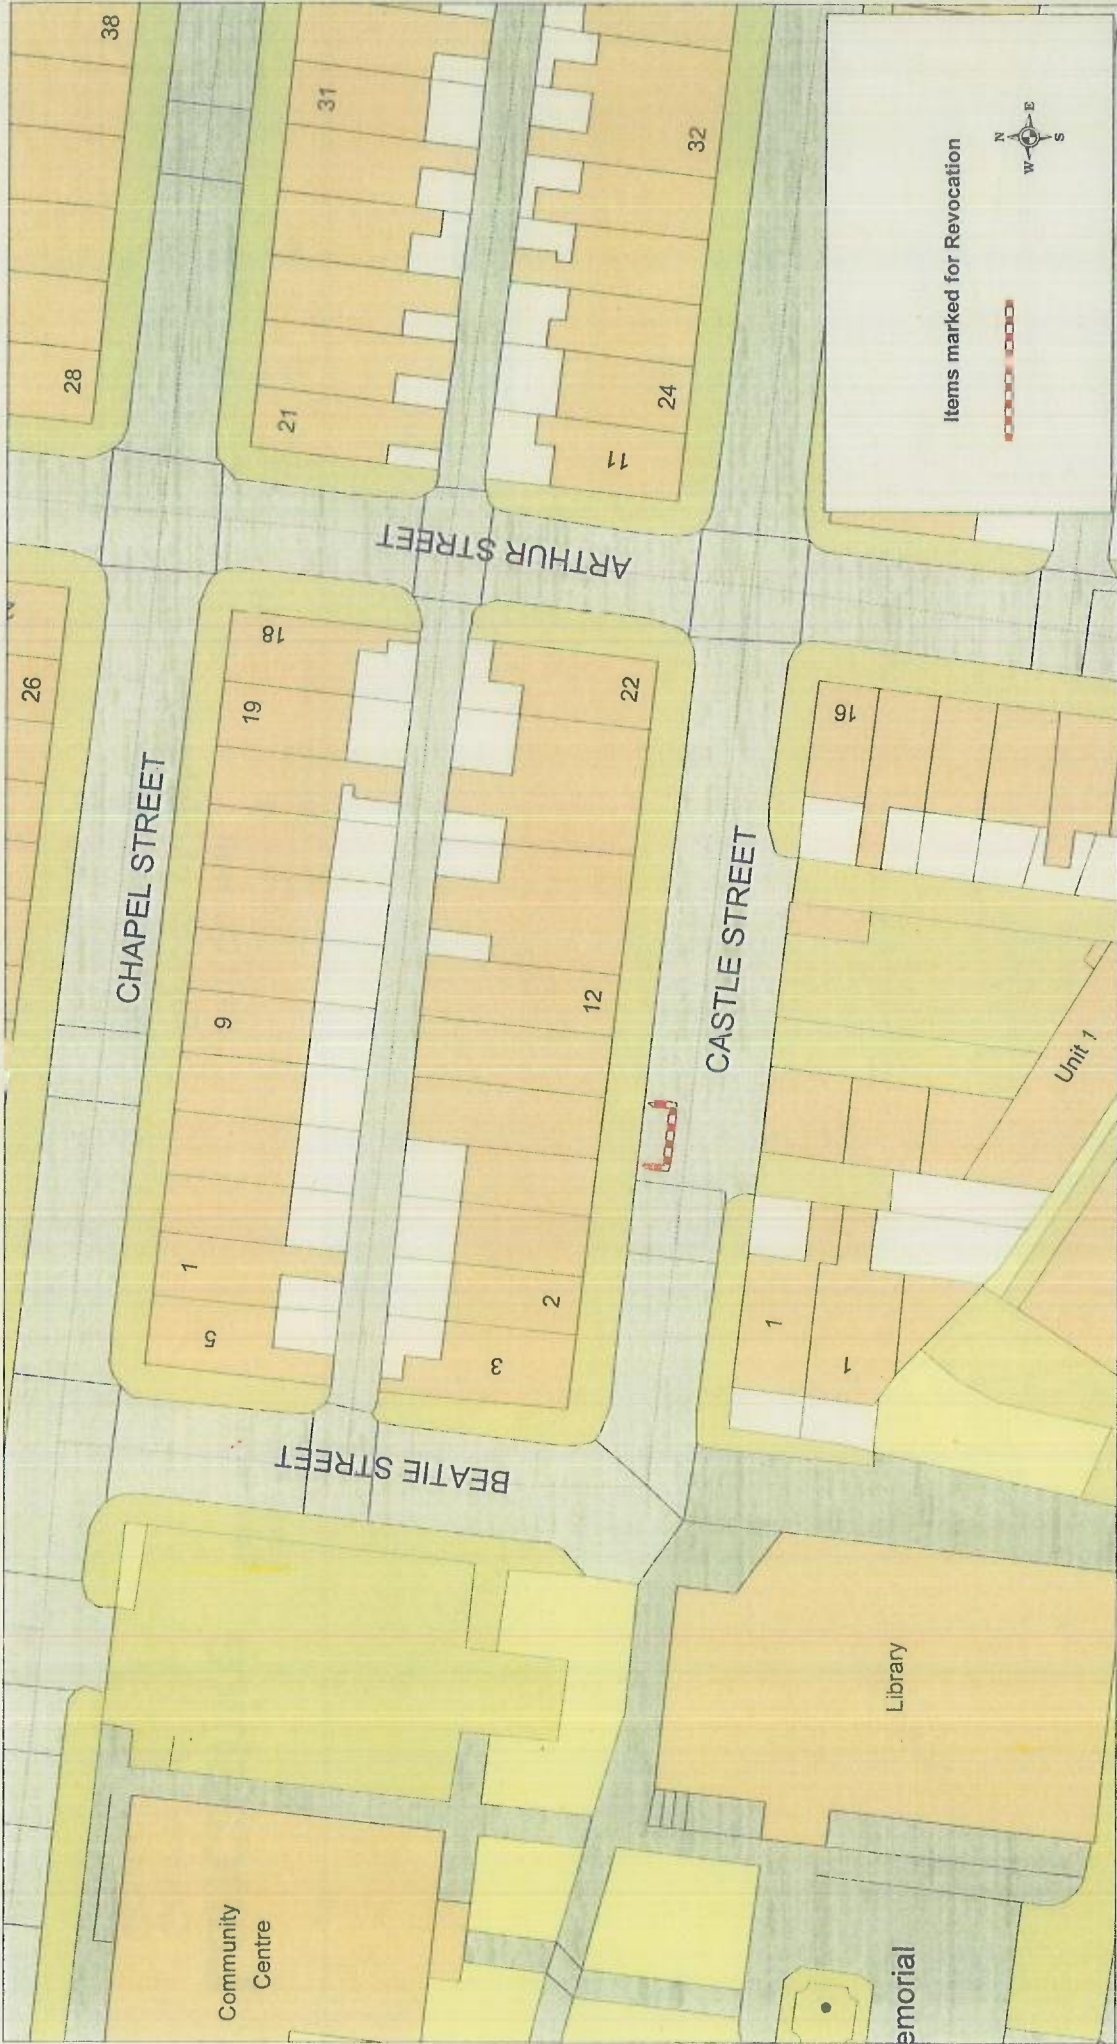 26
28
38
CHAPEL STREET
Community
Centre
5
1
9
19
18
21
31
BEATIE STREET
ARTHUR STREET
3
2
12
22
11
24
32
CASTLE STREET
Library
emorial
1
1
16
Unit 1
Items marked for Revocation
N
W
E
S